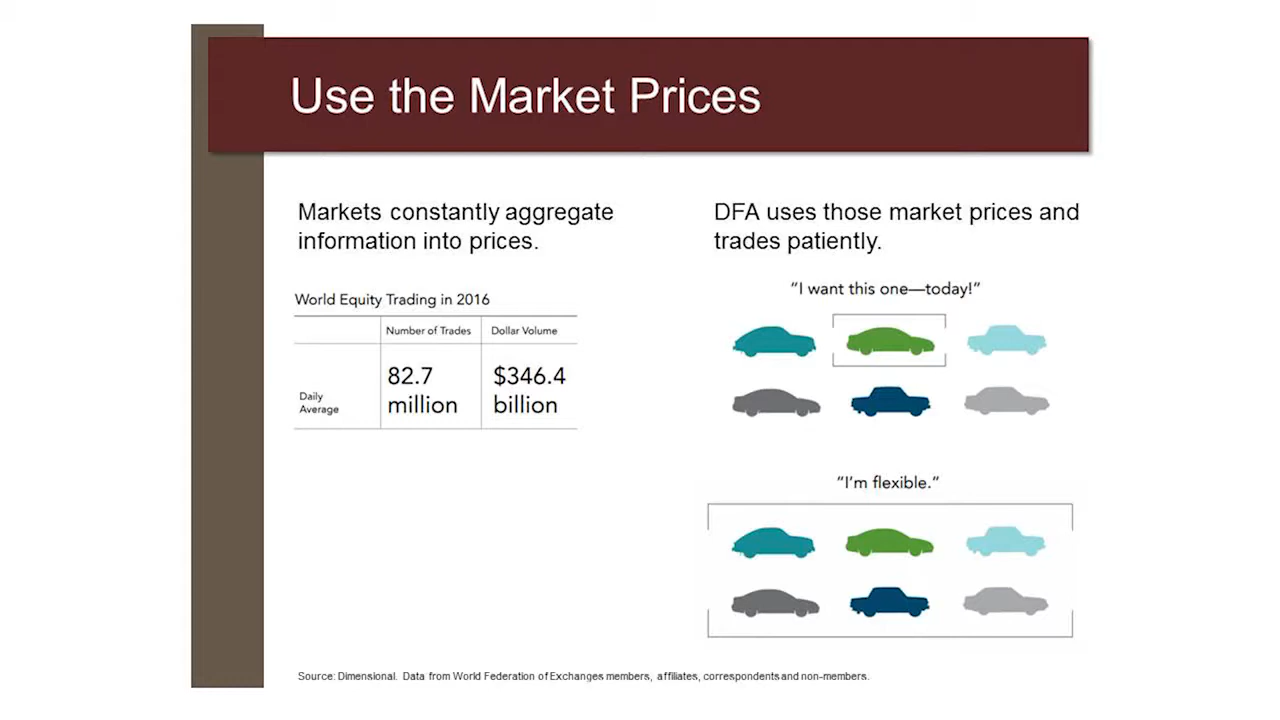 Use the Market Prices
Markets constantly aggregate
information into prices.
World Equity Trading in 2016
Number of Trades
Dollar Volume
Daily
Average
82.7
million
$346.4
billion
DFA uses those market prices and
trades patiently.
“I want this one—today!”
“I’m flexible.”
Source: Dimensional. Data from World Federation of Exchanges members, affiliates, correspondents and non-members.